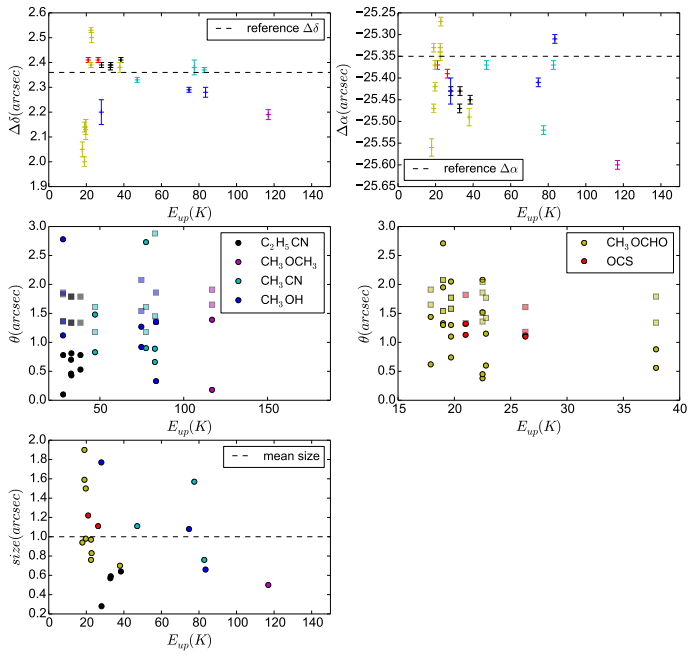 2.6
2.5
2.4
2.3
2.2
2.1
2.0
1.9
Δδ(arcsec)
reference Δδ
0 20 40 60 80 100 120 140
E_up(K)
−25.25
−25.30
−25.35
−25.40
−25.45
−25.50
−25.55
−25.60
−25.65
Δα(arcsec)
reference Δα
0 20 40 60 80 100 120 140
E_up(K)
3.0
2.5
2.0
1.5
1.0
0.5
0.0
θ(arcsec)
C₂H₅CN
CH₃OCH₃
CH₃CN
CH₃OH
50 100 150
E_up(K)
3.0
2.5
2.0
1.5
1.0
0.5
0.0
θ(arcsec)
CH₃OCHO
OCS
15 20 25 30 35 40
E_up(K)
2.0
1.8
1.6
1.4
1.2
1.0
0.8
0.6
0.4
0.2
size(arcsec)
mean size
0 20 40 60 80 100 120 140
E_up(K)